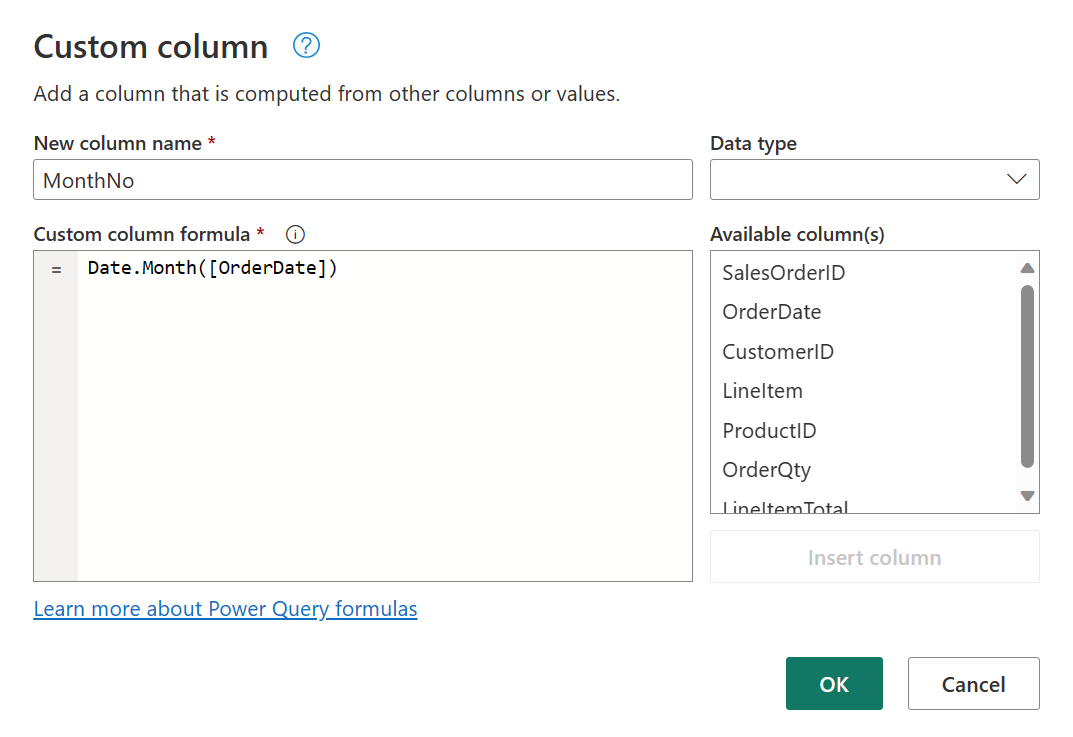 Custom column
Add a column that is computed from other columns or values.
New column name *
Data type
MonthNo
Custom column formula *
Available column(s)
= Date.Month([OrderDate])
SalesOrderID
OrderDate
CustomerID
LineItem
ProductID
OrderQty
LineItemTotal
Insert column
Learn more about Power Query formulas
OK
Cancel